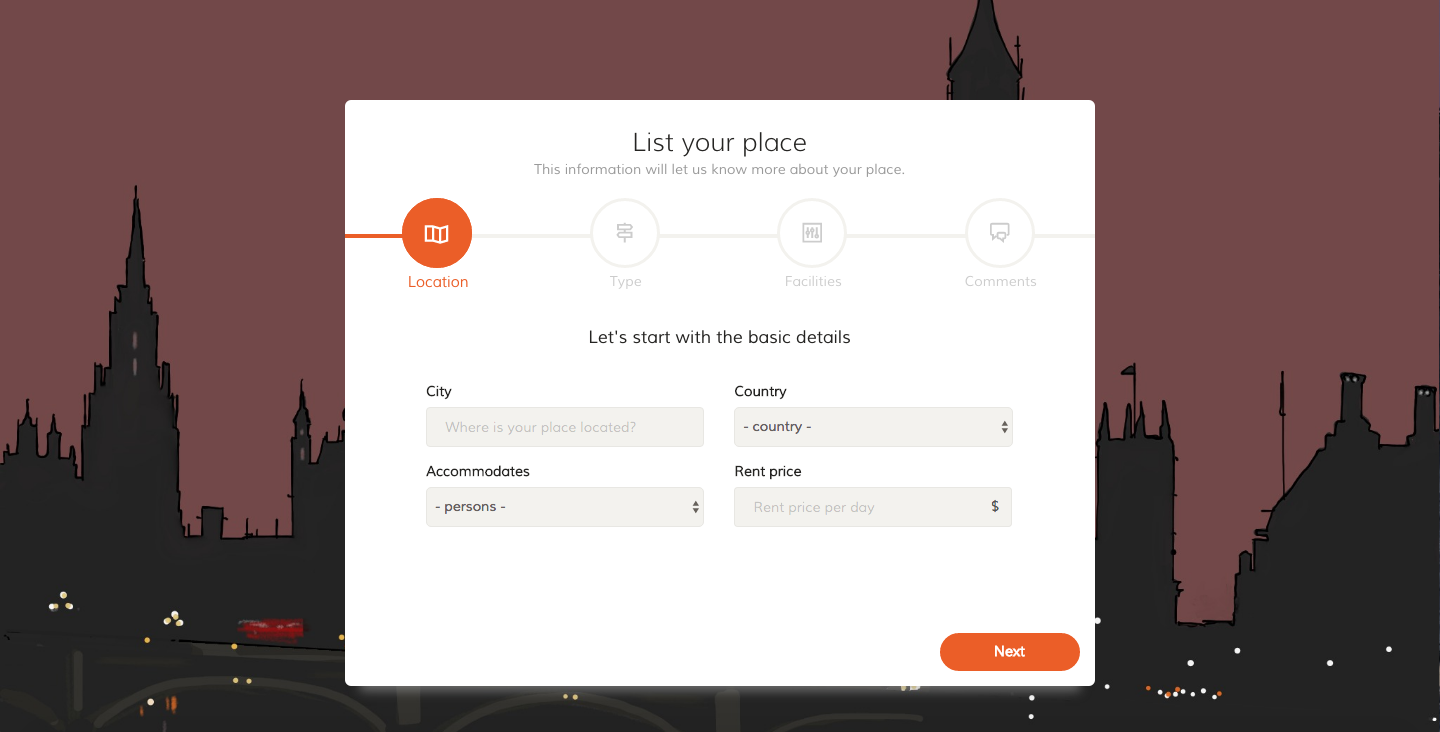 List your place
This information will let us know more about your place.
Location
Type
Facilities
Comments
Let's start with the basic details
City
Country
Where is your place located?
- country -
Accommodates
Rent price
- persons -
Rent price per day
$
Next